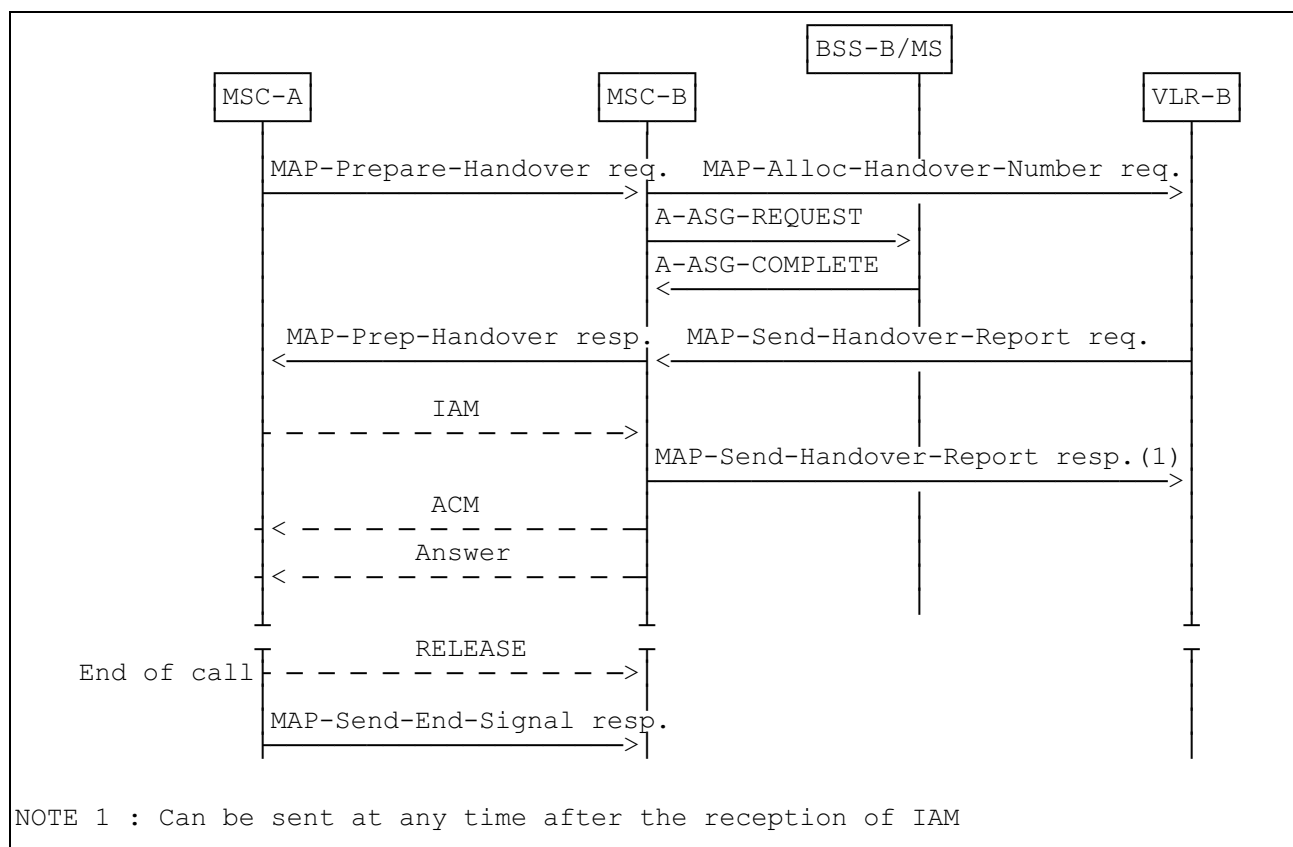 BSS-B/MS
MSC-A MSC-B VLR-B
MAP-Prepare-Handover req. MAP-Alloc-Handover-Number req.
A-ASG-REQUEST
A-ASG-COMPLETE
MAP-Prep-Handover resp. MAP-Send-Handover-Report req.
IAM
MAP-Send-Handover-Report resp.(1)
ACM
Answer
RELEASE
End of call
MAP-Send-End-Signal resp.
NOTE 1 : Can be sent at any time after the reception of IAM